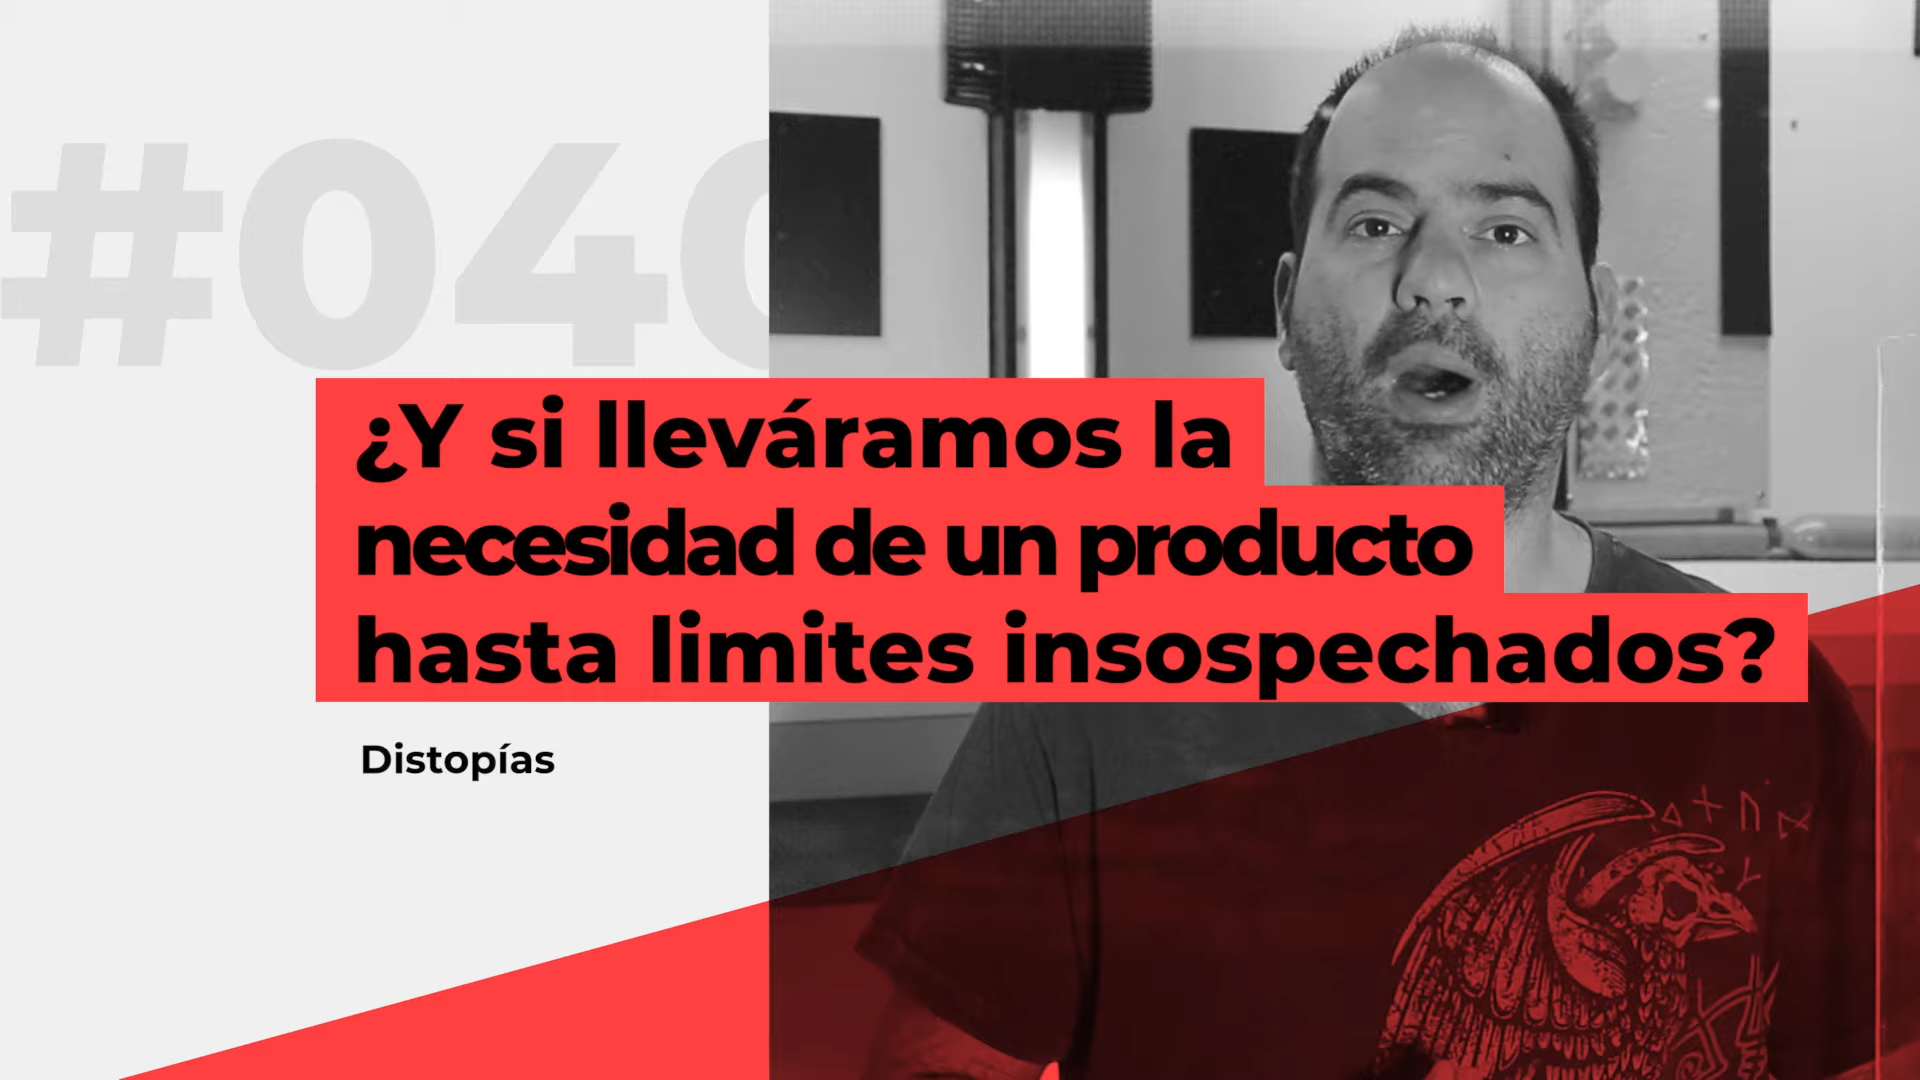 #040
¿Y si lleváramos la
necesidad de un producto
hasta limites insospechados?
Distopías